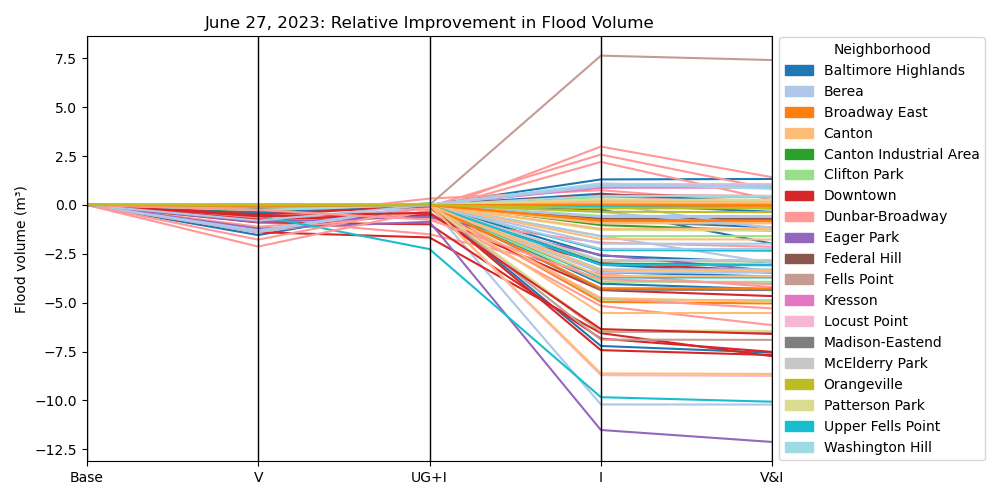 June 27, 2023: Relative Improvement in Flood Volume
Flood volume (m³)
7.5
5.0
2.5
0.0
−2.5
−5.0
−7.5
−10.0
−12.5
Base
V
UG+I
I
V&I
Neighborhood
Baltimore Highlands
Berea
Broadway East
Canton
Canton Industrial Area
Clifton Park
Downtown
Dunbar-Broadway
Eager Park
Federal Hill
Fells Point
Kresson
Locust Point
Madison-Eastend
McElderry Park
Orangeville
Patterson Park
Upper Fells Point
Washington Hill